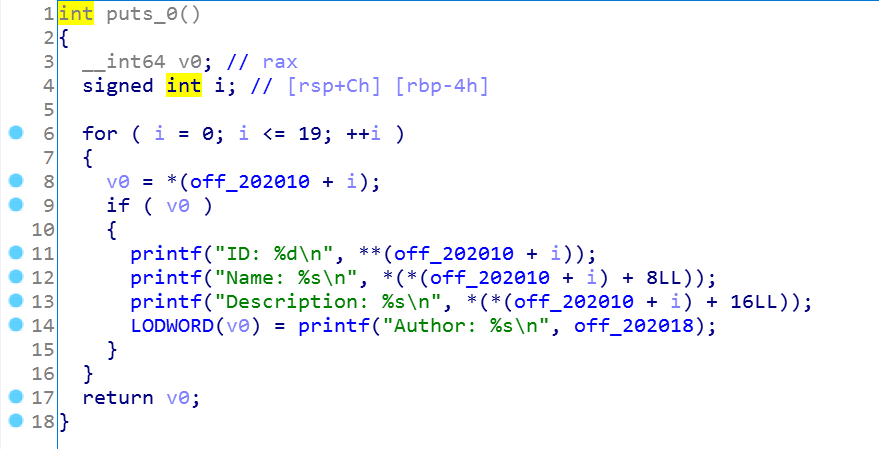 1 int puts_0()
2 {
3   __int64 v0; // rax
4   signed int i; // [rsp+Ch] [rbp-4h]
5
6   for ( i = 0; i <= 19; ++i )
7   {
8     v0 = *(off_202010 + i);
9     if ( v0 )
10     {
11       printf("ID: %d\n", **(off_202010 + i));
12       printf("Name: %s\n", *(*(off_202010 + i) + 8LL));
13       printf("Description: %s\n", *(*(off_202010 + i) + 16LL));
14       LODWORD(v0) = printf("Author: %s\n", off_202018);
15     }
16   }
17   return v0;
18 }